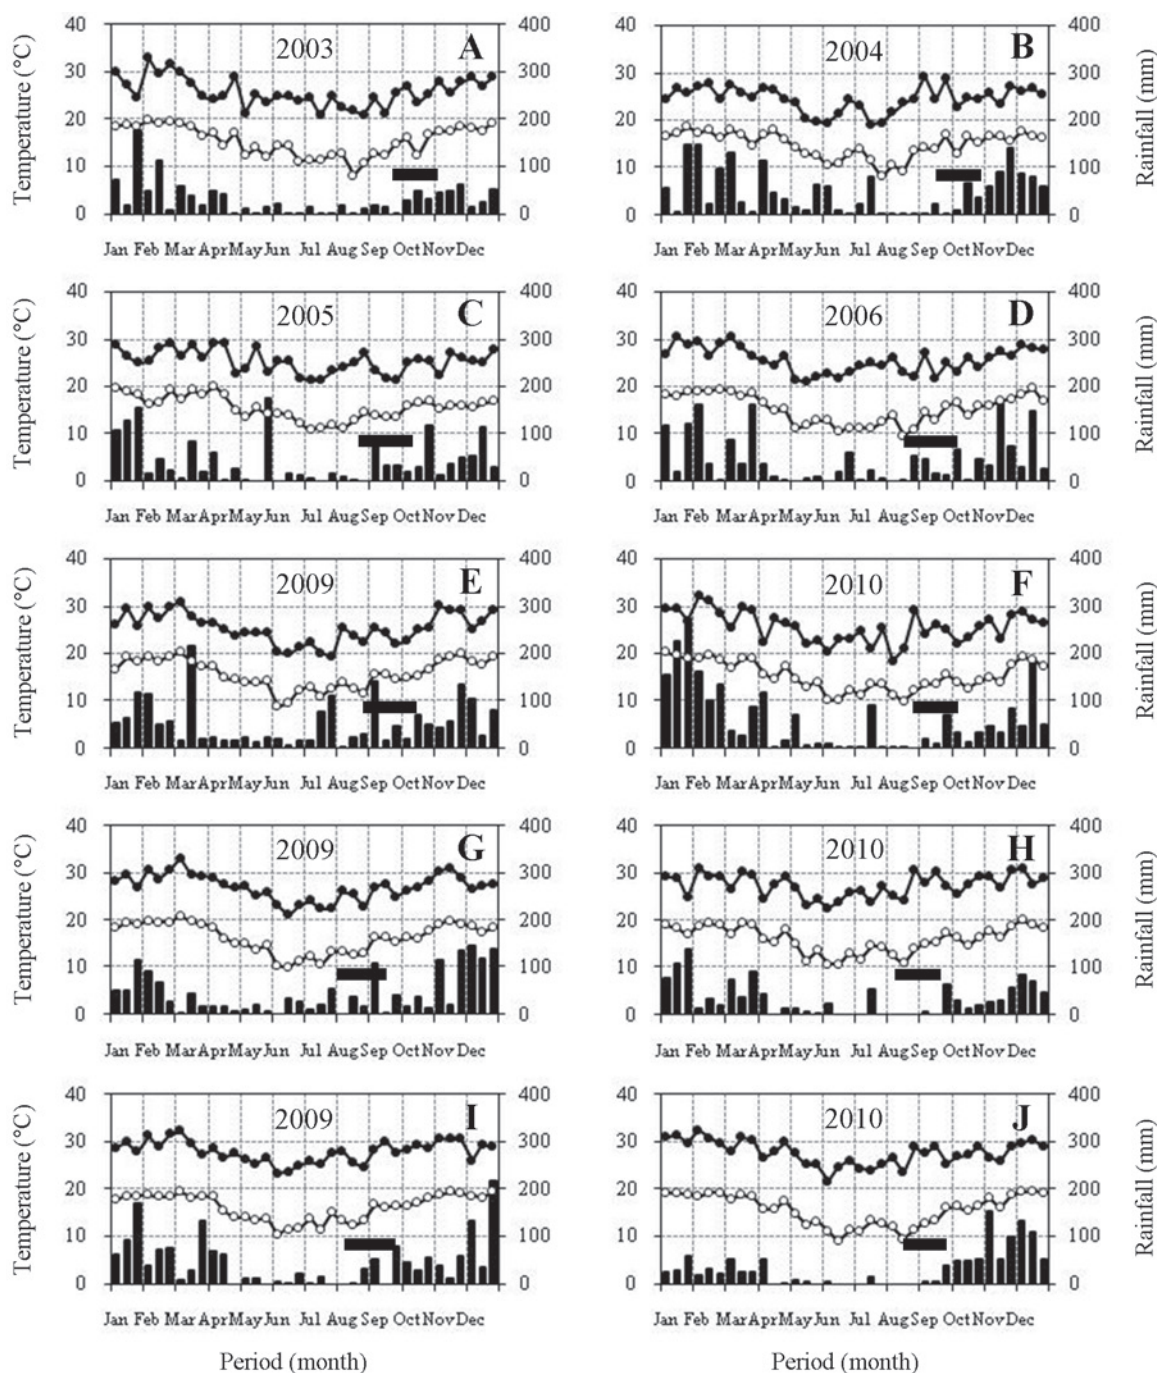 40 2003 A 400 40 2004 B 400
30 300 30 300
20 200 20 200
10 100 10 100
0 0 0 0
Temperature (°C) Rainfall (mm)
Jan Feb Mar Apr May Jun Jul Aug Sep Oct Nov Dec Jan Feb Mar Apr May Jun Jul Aug Sep Oct Nov Dec
40 2005 C 400 40 2006 D 400
30 300 30 300
20 200 20 200
10 100 10 100
0 0 0 0
Temperature (°C) Rainfall (mm)
Jan Feb Mar Apr May Jun Jul Aug Sep Oct Nov Dec Jan Feb Mar Apr May Jun Jul Aug Sep Oct Nov Dec
40 2009 E 400 40 2010 F 400
30 300 30 300
20 200 20 200
10 100 10 100
0 0 0 0
Temperature (°C) Rainfall (mm)
Jan Feb Mar Apr May Jun Jul Aug Sep Oct Nov Dec Jan Feb Mar Apr May Jun Jul Aug Sep Oct Nov Dec
40 2009 G 400 40 2010 H 400
30 300 30 300
20 200 20 200
10 100 10 100
0 0 0 0
Temperature (°C) Rainfall (mm)
Jan Feb Mar Apr May Jun Jul Aug Sep Oct Nov Dec Jan Feb Mar Apr May Jun Jul Aug Sep Oct Nov Dec
40 2009 I 400 40 2010 J 400
30 300 30 300
20 200 20 200
10 100 10 100
0 0 0 0
Temperature (°C) Rainfall (mm)
Jan Feb Mar Apr May Jun Jul Aug Sep Oct Nov Dec Jan Feb Mar Apr May Jun Jul Aug Sep Oct Nov Dec
Period (month) Period (month)